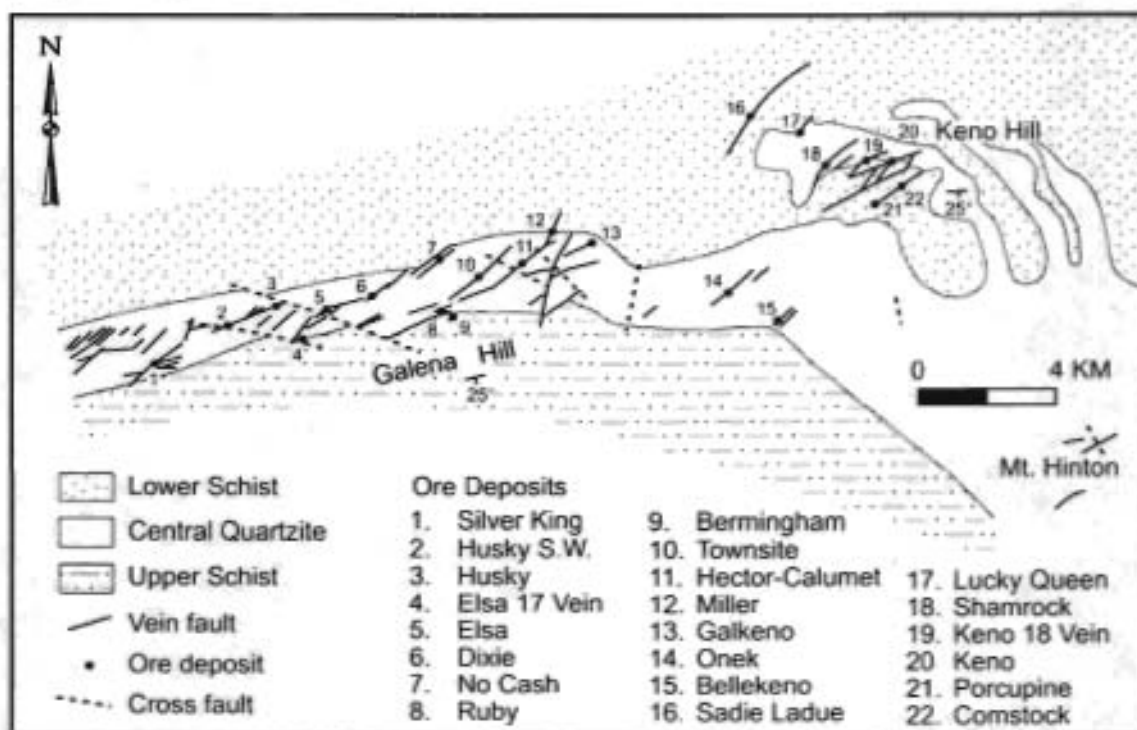 N
16
17
20
Keno Hill
18
19
22
25°
21
12
13
7
11
10
14
3
6
5
15
2
8
9
4
1
Galena Hill
25°
0 4 KM
Mt. Hinton
Lower Schist
Central Quartzite
Upper Schist
Vein fault
Ore deposit
Cross fault
Ore Deposits
1. Silver King
2. Husky S.W.
3. Husky
4. Elsa 17 Vein
5. Elsa
6. Dixie
7. No Cash
8. Ruby
9. Bermingham
10. Townsite
11. Hector-Calumet
12. Miller
13. Galkeno
14. Onek
15. Bellekeno
16. Sadie Ladue
17. Lucky Queen
18. Shamrock
19. Keno 18 Vein
20 Keno
21. Porcupine
22. Comstock